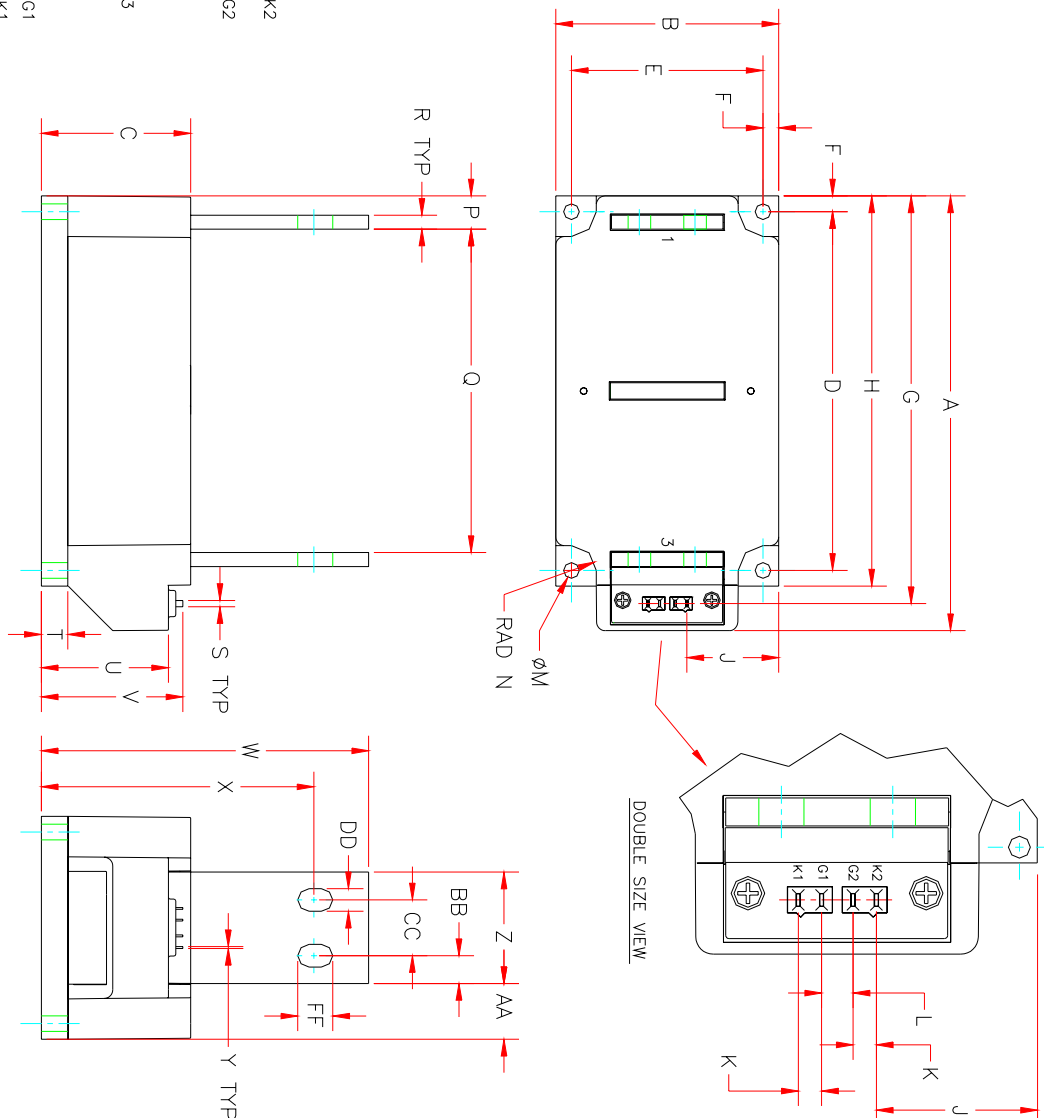 K2
G2
3
G1
K1
B
E
F
F
D
H
G
A
1
3
J
ØM
RAD N
C
R TYP
P
Q
S TYP
T
U
V
DOUBLE SIZE VIEW
K1
G1
G2
K2
L
K
K
J
W
X
DD
BB
CC
Z
AA
FF
Y TYP